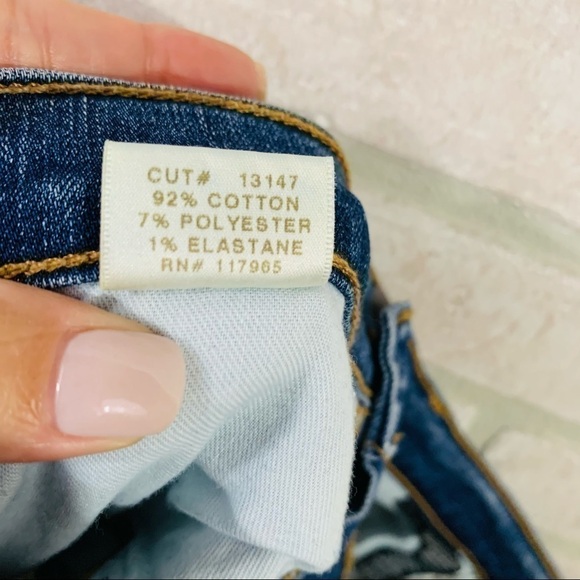 CUT# 13147
92% COTTON
7% POLYESTER
1% ELASTANE
RN# 117965